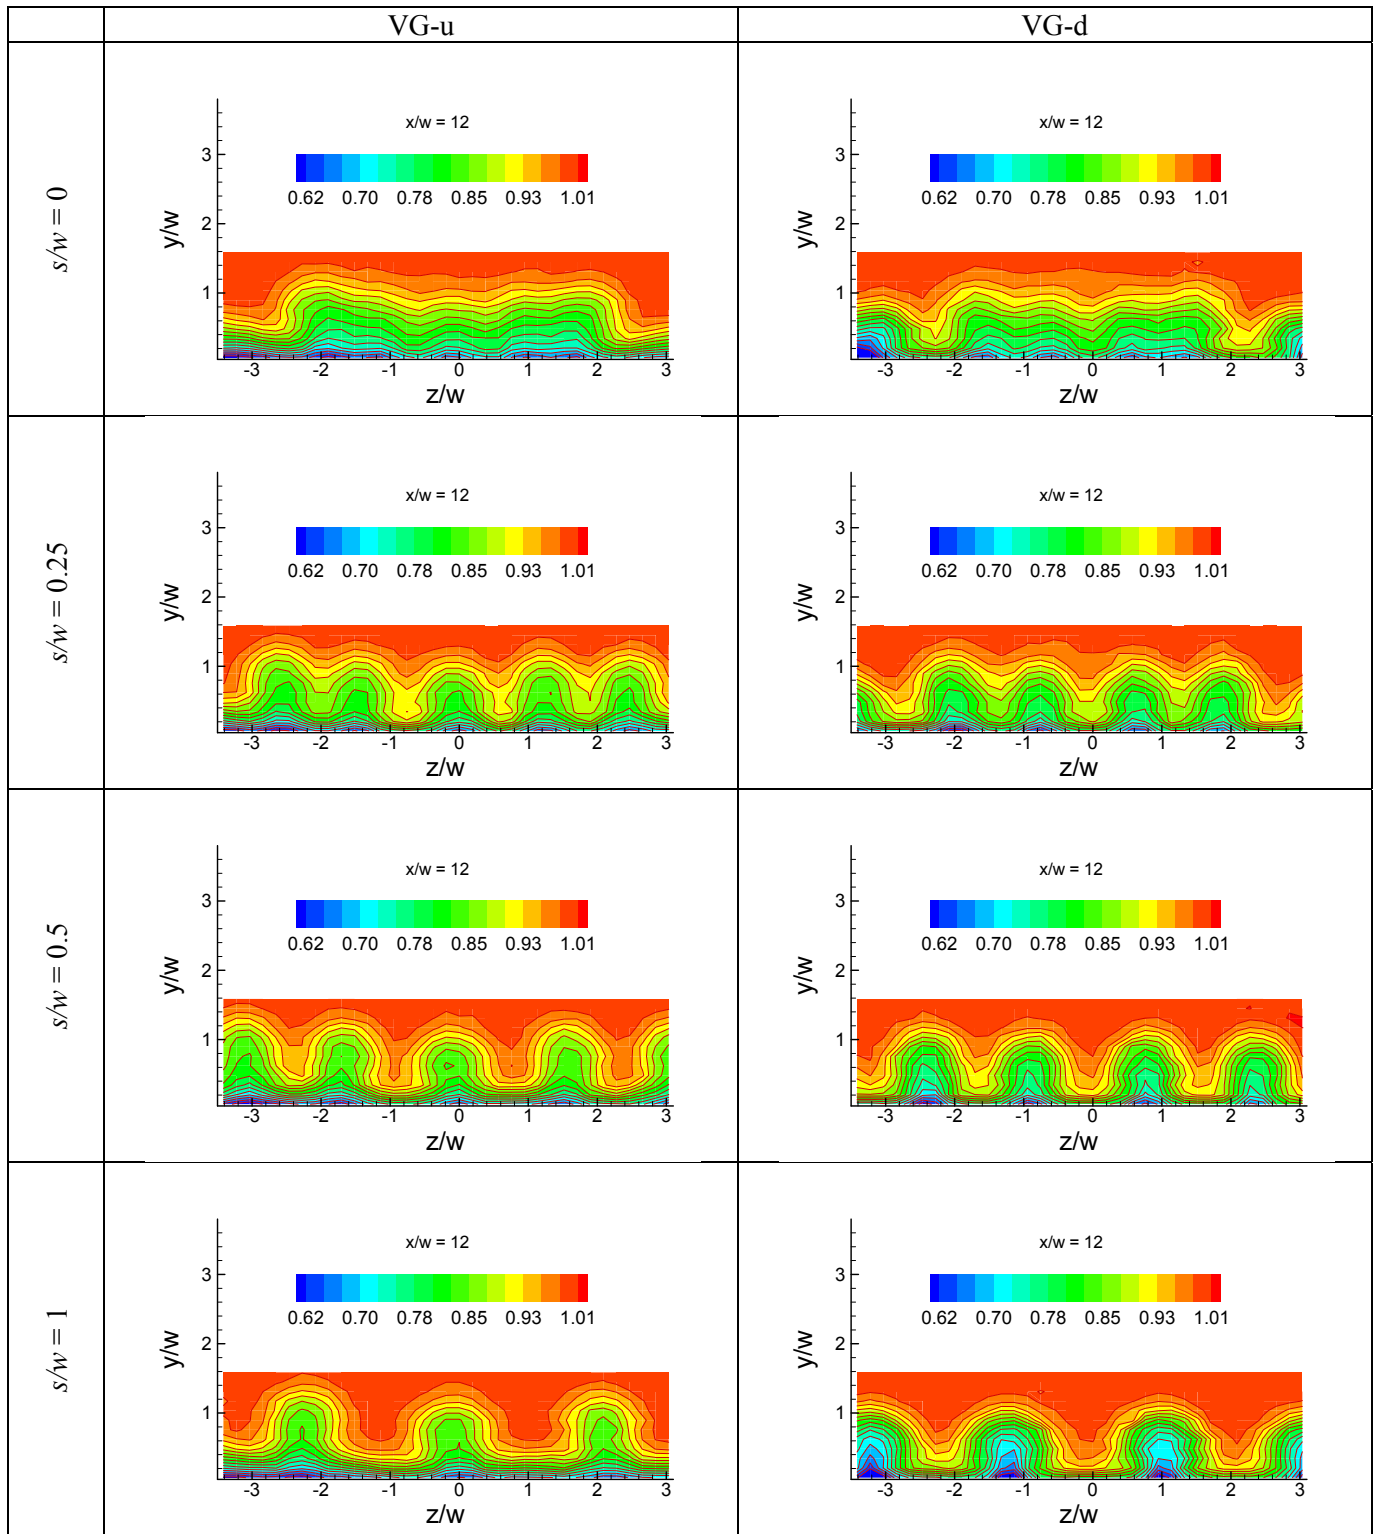 VG-u VG-d
s/w = 0
x/w = 12
0.62 0.70 0.78 0.85 0.93 1.01
3
2
1
y/w
-3 -2 -1 0 1 2 3
z/w
x/w = 12
0.62 0.70 0.78 0.85 0.93 1.01
3
2
1
y/w
-3 -2 -1 0 1 2 3
z/w
s/w = 0.25
x/w = 12
0.62 0.70 0.78 0.85 0.93 1.01
3
2
1
y/w
-3 -2 -1 0 1 2 3
z/w
x/w = 12
0.62 0.70 0.78 0.85 0.93 1.01
3
2
1
y/w
-3 -2 -1 0 1 2 3
z/w
s/w = 0.5
x/w = 12
0.62 0.70 0.78 0.85 0.93 1.01
3
2
1
y/w
-3 -2 -1 0 1 2 3
z/w
x/w = 12
0.62 0.70 0.78 0.85 0.93 1.01
3
2
1
y/w
-3 -2 -1 0 1 2 3
z/w
s/w = 1
x/w = 12
0.62 0.70 0.78 0.85 0.93 1.01
3
2
1
y/w
-3 -2 -1 0 1 2 3
z/w
x/w = 12
0.62 0.70 0.78 0.85 0.93 1.01
3
2
1
y/w
-3 -2 -1 0 1 2 3
z/w